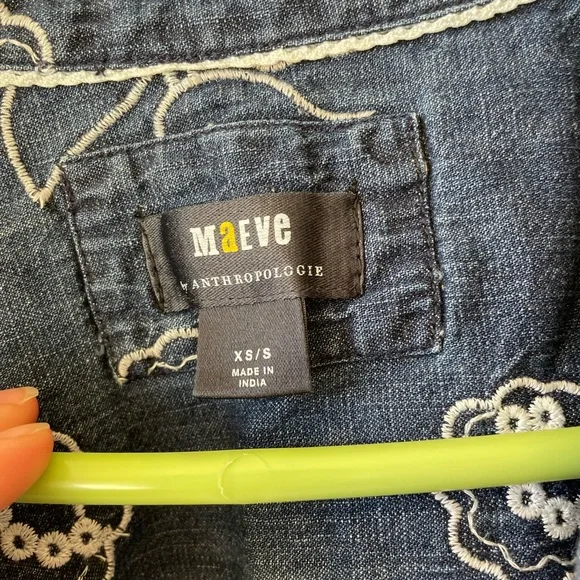 MaEVe
by ANTHROPOLOGIE
XS/S
MADE IN
INDIA